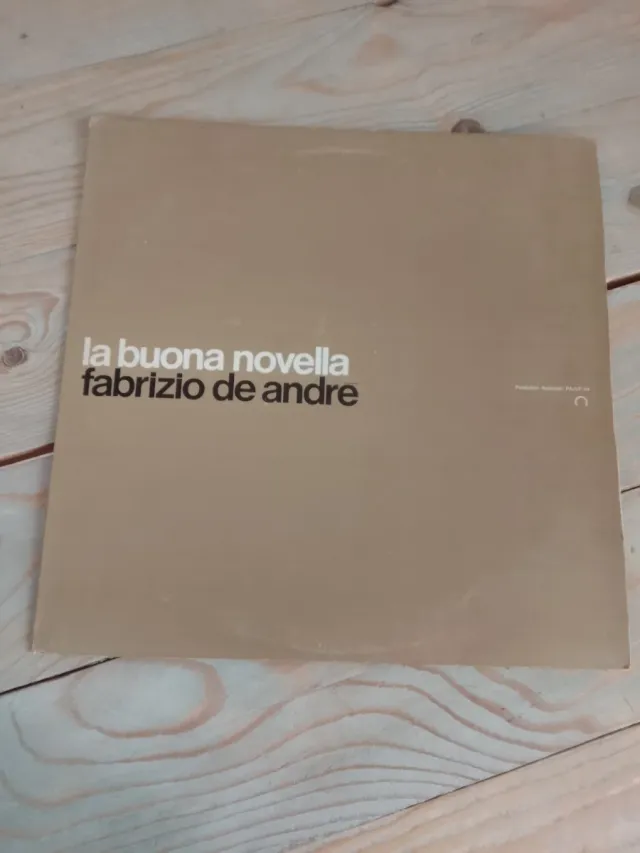 la buona novella
fabrizio de andre